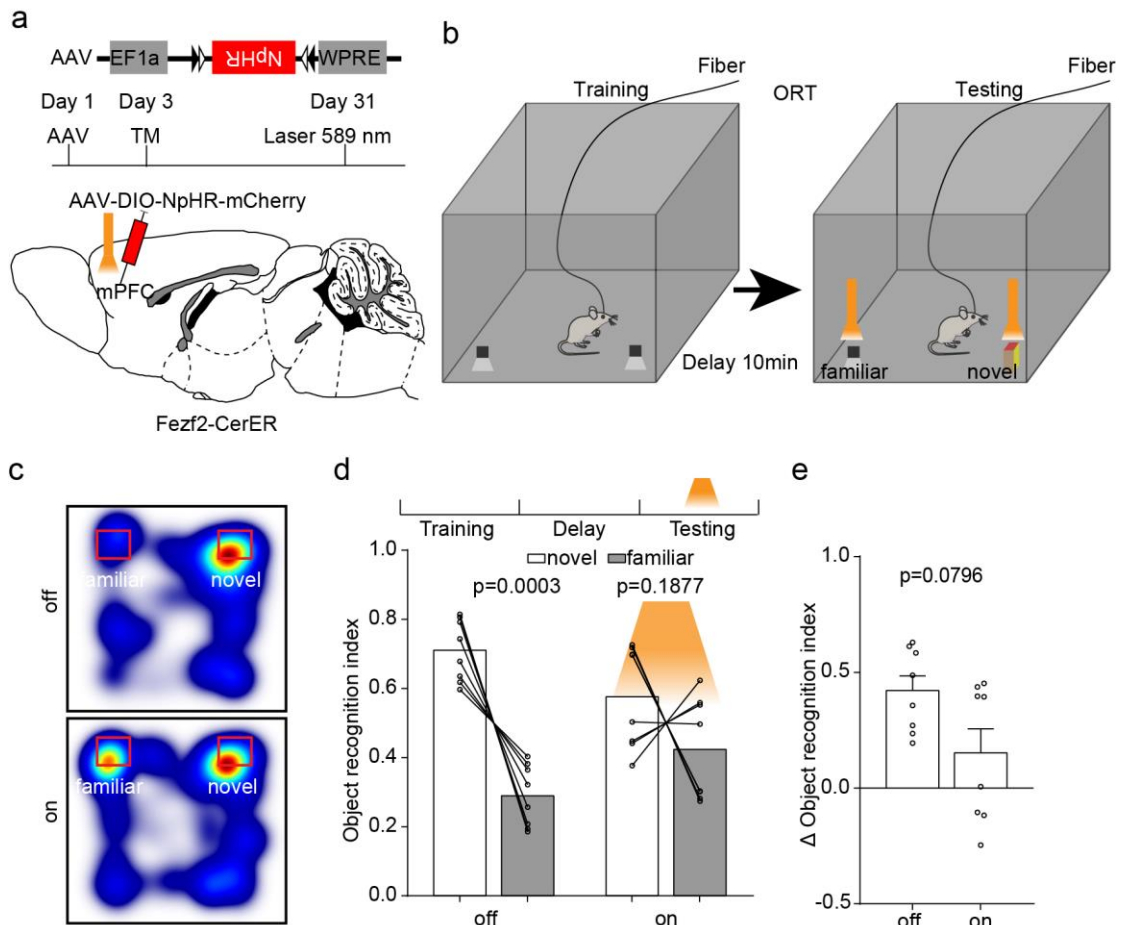 a
AAV EF1a NpHR WPRE
Day 1 Day 3 Day 31
AAV TM Laser 589 nm
AAV-DIO-NpHR-mCherry
mPFC
Fezf2-CerER
b
Fiber Fiber
Training ORT Testing
Delay 10min
familiar novel
c
off
familiar novel
on
familiar novel
d
Training Delay Testing
novel familiar
p=0.0003 p=0.1877
Object recognition index
1.0
0.8
0.6
0.4
0.2
0.0
off on
e
p=0.0796
Δ Object recognition index
1.0
0.5
0.0
-0.5
off on